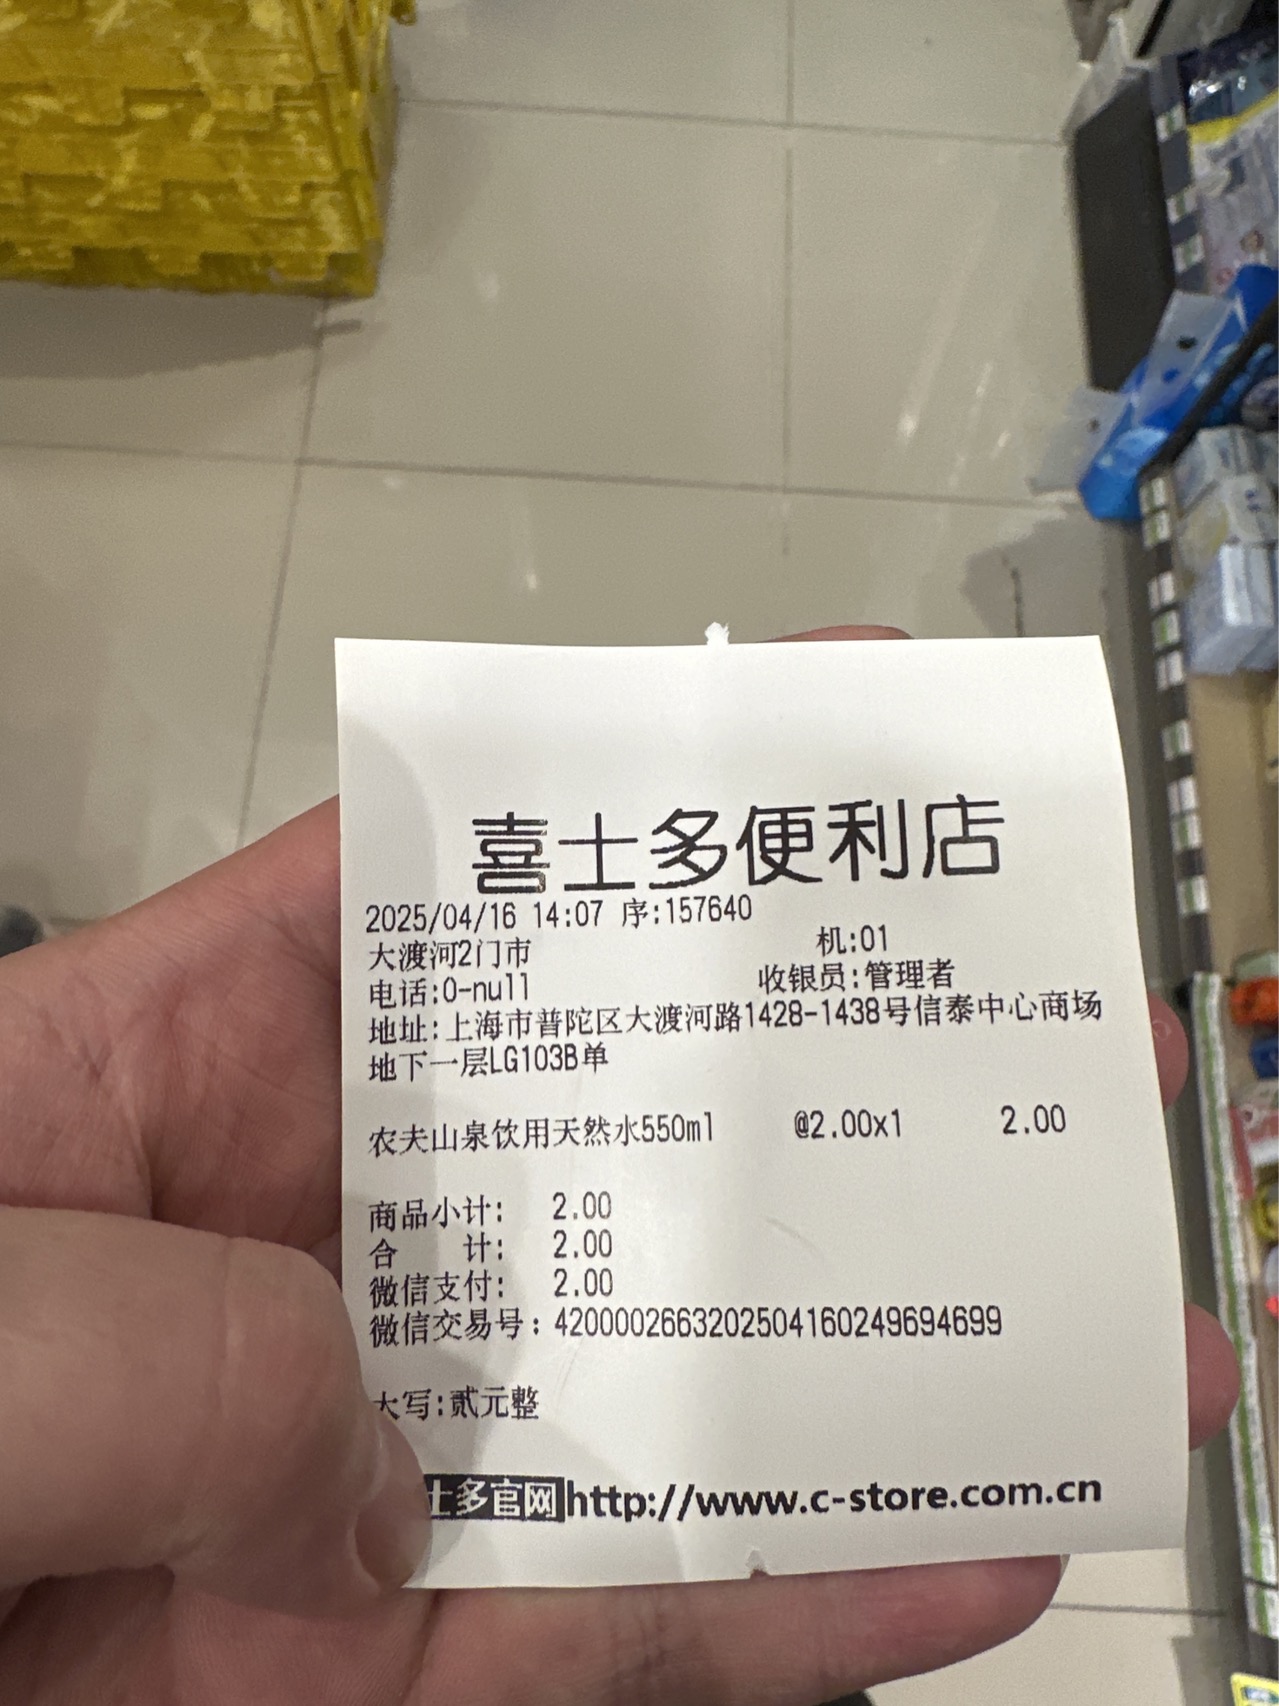 喜士多便利店
2025/04/16 14:07 序:157640
大渡河2门市 机:01
电话:0-null 收银员:管理者
地址:上海市普陀区大渡河路1428-1438号信泰中心商场
地下一层LG103B单
农夫山泉饮用天然水550ml @2.00x1 2.00
商品小计: 2.00
合 计: 2.00
微信支付: 2.00
微信交易号:4200002663202504160249694699
大写:贰元整
士多官网http://www.c-store.com.cn